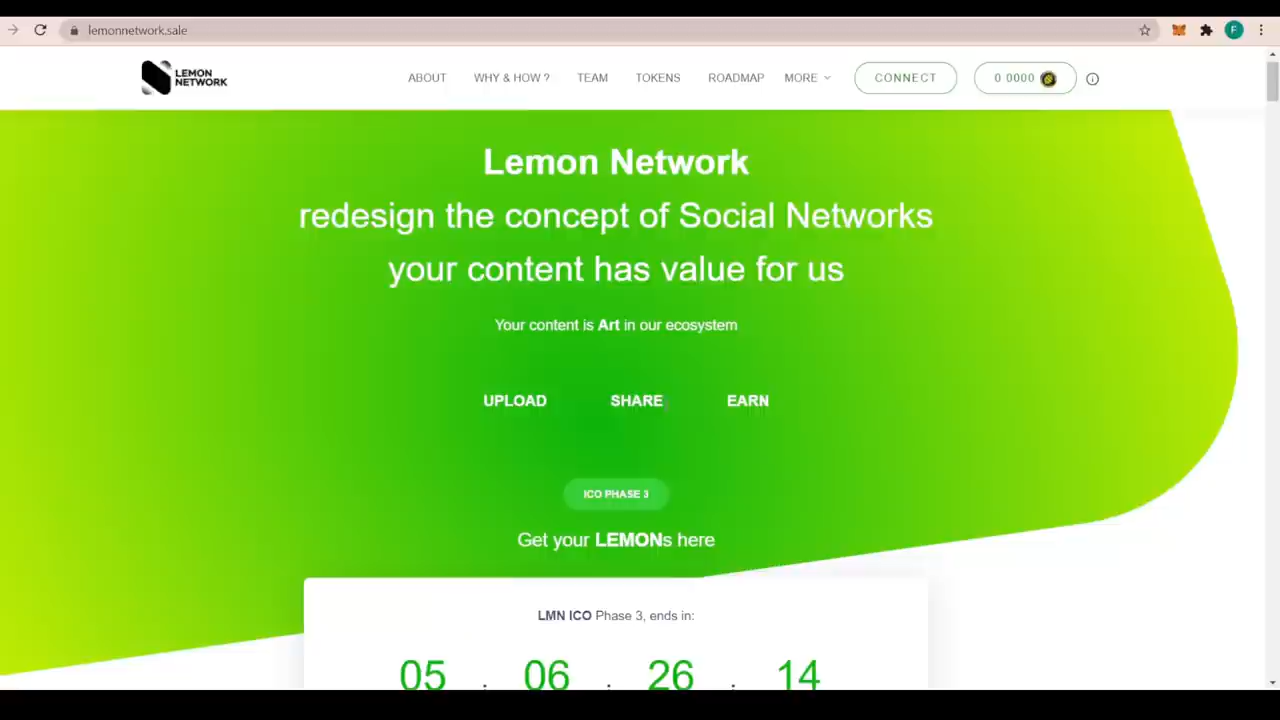 lemonnetwork.sale
F
LEMON
NETWORK
ABOUT WHY & HOW ? TEAM TOKENS ROADMAP MORE CONNECT 0 0000
Lemon Network
redesign the concept of Social Networks
your content has value for us
Your content is Art in our ecosystem
UPLOAD SHARE EARN
ICO PHASE 3
Get your LEMONs here
LMN ICO Phase 3, ends in:
05 : 06 : 26 : 14